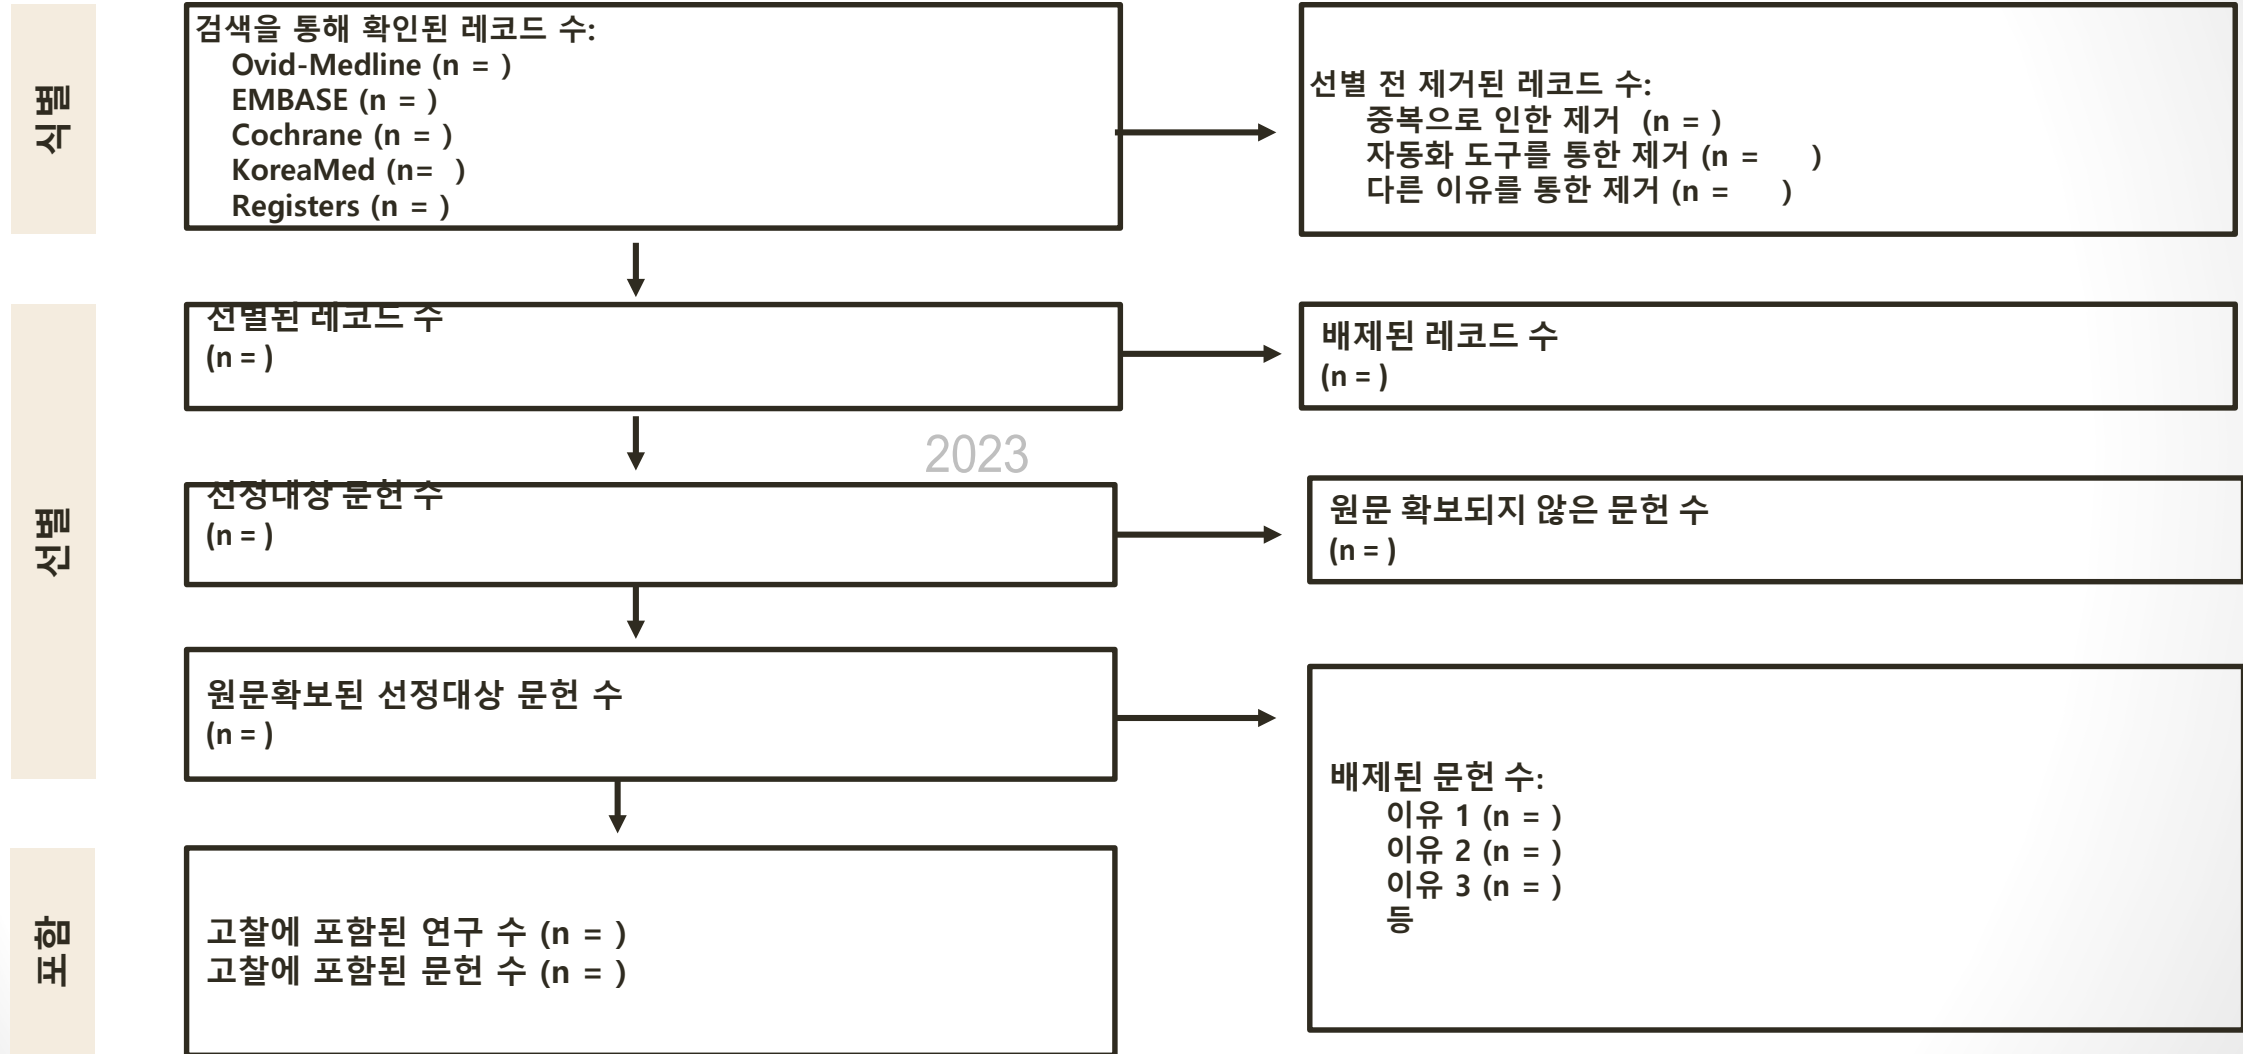 식별
검색을 통해 확인된 레코드 수:
Ovid-Medline (n = )
EMBASE (n = )
Cochrane (n = )
KoreaMed (n=  )
Registers (n = )
선별 전 제거된 레코드 수:
중복으로 인한 제거  (n = )
자동화 도구를 통한 제거 (n =    )
다른 이유를 통한 제거 (n =    )
선별
선별된 레코드 수
(n = )
배제된 레코드 수
(n = )
2023
선정대상 문헌 수
(n = )
원문 확보되지 않은 문헌 수
(n = )
원문확보된 선정대상 문헌 수
(n = )
배제된 문헌 수:
이유 1 (n = )
이유 2 (n = )
이유 3 (n = )
등
포함
고찰에 포함된 연구 수 (n = )
고찰에 포함된 문헌 수 (n = )